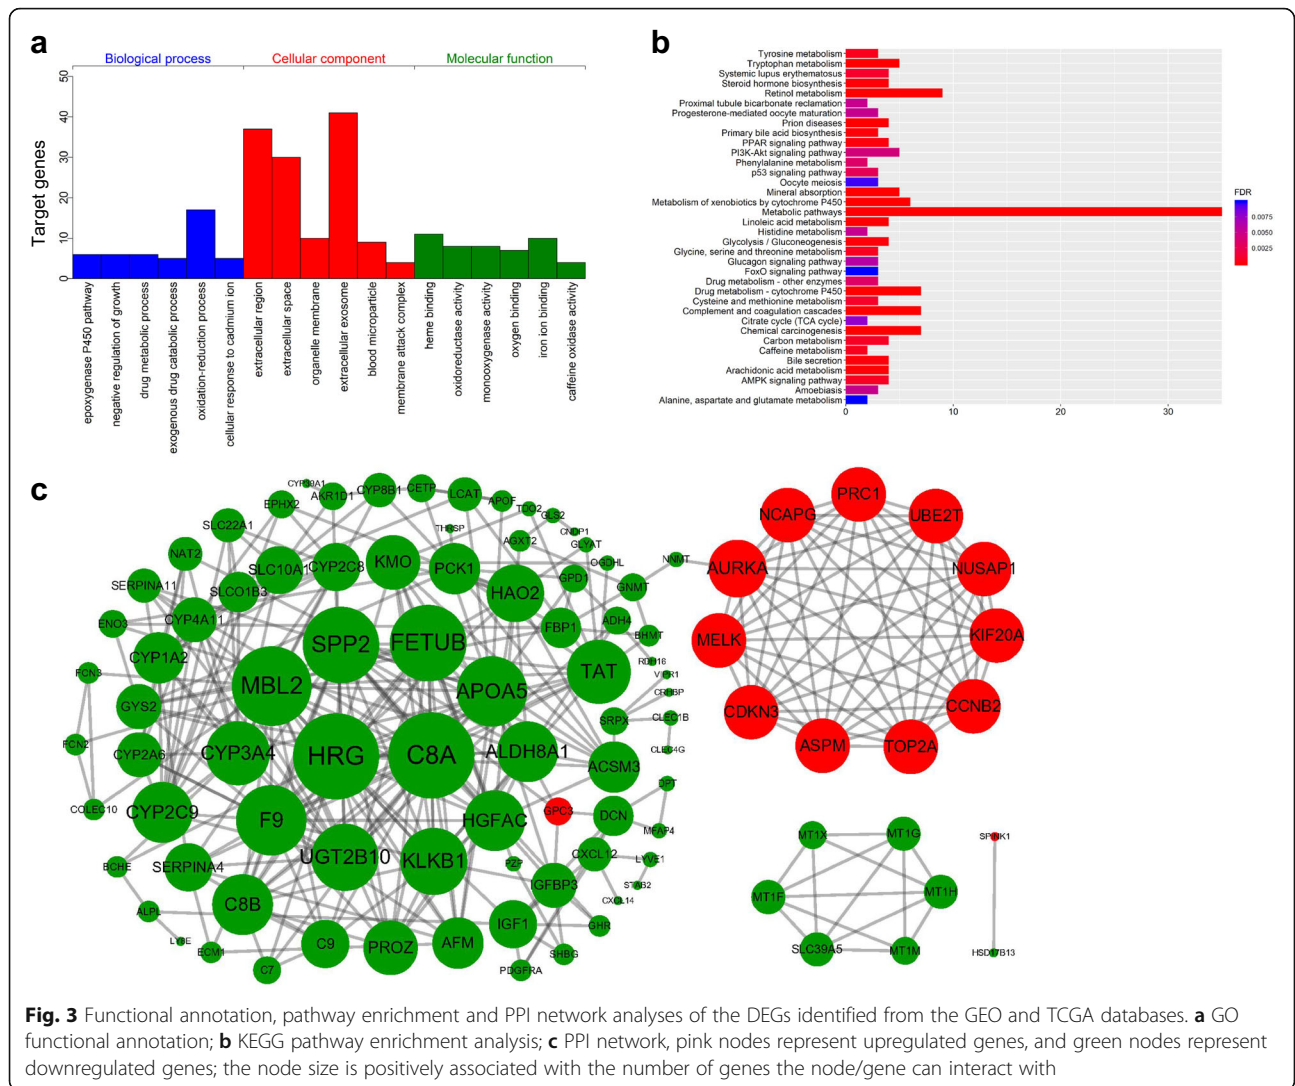 a
Biological process
Cellular component
Molecular function
Target genes
0
10
20
30
40
50
epoxygenase P450 pathway
negative regulation of growth
drug metabolic process
exogenous drug catabolic process
oxidation-reduction process
cellular response to cadmium ion
extracellular region
extracellular space
organelle membrane
extracellular exosome
blood microparticle
membrane attack complex
heme binding
oxidoreductase activity
monooxygenase activity
oxygen binding
iron ion binding
caffeine oxidase activity
b
Tyrosine metabolism
Tryptophan metabolism
Systemic lupus erythematosus
Steroid hormone biosynthesis
Retinol metabolism
Proximal tubule bicarbonate reclamation
Progesterone-mediated oocyte maturation
Prion diseases
Primary bile acid biosynthesis
PPAR signaling pathway
PI3K-Akt signaling pathway
Phenylalanine metabolism
p53 signaling pathway
Oocyte meiosis
Mineral absorption
Metabolism of xenobiotics by cytochrome P450
Metabolic pathways
Linoleic acid metabolism
Histidine metabolism
Glycolysis / Gluconeogenesis
Glycine, serine and threonine metabolism
Glucagon signaling pathway
FoxO signaling pathway
Drug metabolism - other enzymes
Drug metabolism - cytochrome P450
Cysteine and methionine metabolism
Complement and coagulation cascades
Citrate cycle (TCA cycle)
Chemical carcinogenesis
Carbon metabolism
Caffeine metabolism
Bile secretion
Arachidonic acid metabolism
AMPK signaling pathway
Amoebiasis
Alanine, aspartate and glutamate metabolism
0
10
20
30
FDR
0.0075
0.0050
0.0025
c
CYP39A1
EPHX2
AKR1D1
CYP8B1
CETP
LCAT
APOF
TDO2
GLS2
CNDP1
GLYAT
OGDHL
THRSP
AGXT2
SLC22A1
NAT2
SERPINA11
SLC10A1
CYP2C8
KMO
PCK1
HAO2
GPD1
GNMT
NNMT
SLCO1B3
CYP4A11
ENO3
CYP1A2
FBP1
ADH4
BHMT
RDH16
VIPR1
CRHBP
CLEC1B
CLEC4G
SPP2
FETUB
TAT
MBL2
APOA5
SRPX
FCN3
GYS2
FCN2
CYP2A6
CYP3A4
HRG
C8A
ALDH8A1
ACSM3
COLEC10
CYP2C9
F9
HGFAC
GPC3
DCN
DPT
MFAP4
BCHE
SERPINA4
UGT2B10
KLKB1
PZP
CXCL12
LYVE1
STAB2
CXCL14
IGFBP3
ALPL
C8B
LY6E
ECM1
C7
C9
PROZ
AFM
IGF1
GHR
SHBG
PDGFRA
PRC1
NCAPG
UBE2T
AURKA
NUSAP1
MELK
KIF20A
CDKN3
CCNB2
ASPM
TOP2A
MT1X
MT1G
MT1F
MT1H
SLC39A5
MT1M
SPINK1
HSD17B13
Fig. 3 Functional annotation, pathway enrichment and PPI network analyses of the DEGs identified from the GEO and TCGA databases. a GO
functional annotation; b KEGG pathway enrichment analysis; c PPI network, pink nodes represent upregulated genes, and green nodes represent
downregulated genes; the node size is positively associated with the number of genes the node/gene can interact with